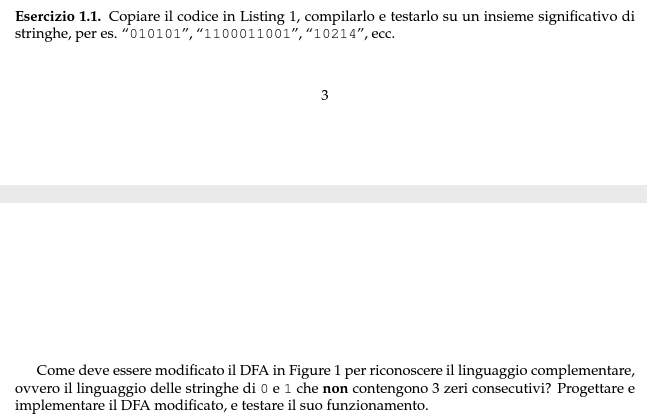 Esercizio 1.1. Copiare il codice in Listing 1, compilarlo e testarlo su un insieme significativo di
stringhe, per es. “010101”, “1100011001”, “10214”, ecc.
3
Come deve essere modificato il DFA in Figure 1 per riconoscere il linguaggio complementare,
ovvero il linguaggio delle stringhe di 0 e 1 che non contengono 3 zeri consecutivi? Progettare e
implementare il DFA modificato, e testare il suo funzionamento.